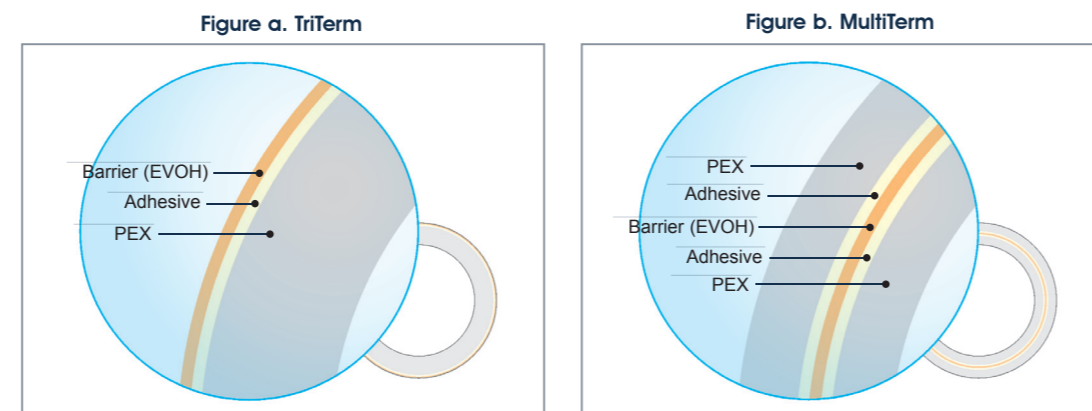 Figure a. TriTerm
Barrier (EVOH)
Adhesive
PEX
Figure b. MultiTerm
PEX
Adhesive
Barrier (EVOH)
Adhesive
PEX